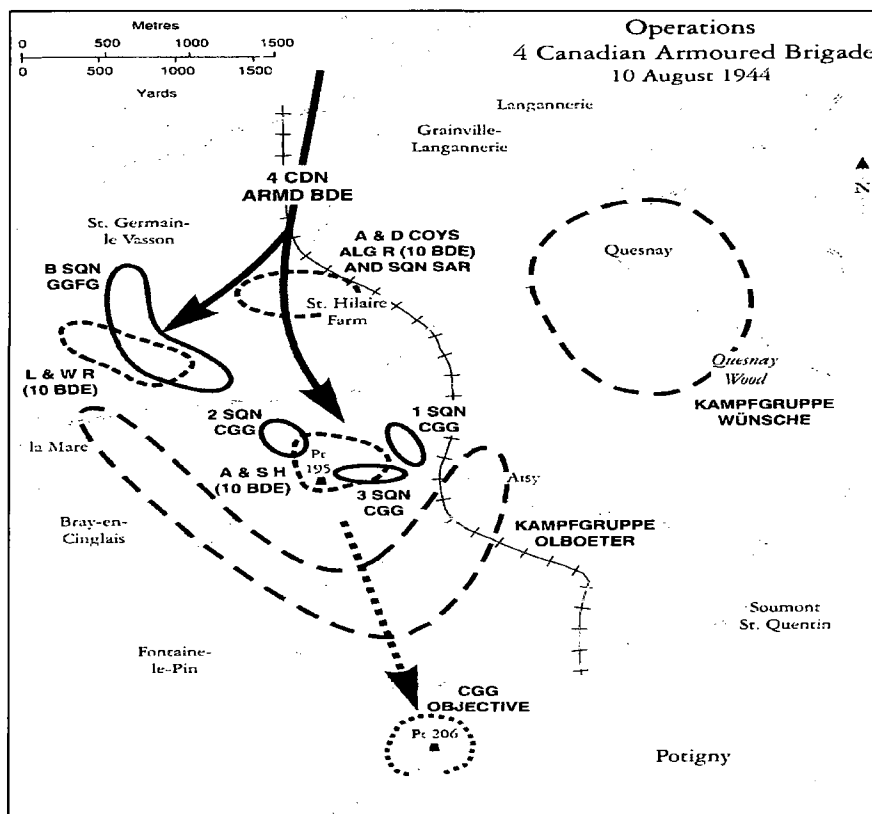 Metres
0 500 1000 1500
0 500 1000 1500
Yards
Operations
4 Canadian Armoured Brigade
10 August 1944
Langannerie
Grainville-
Langannerie
N
4 CDN
ARMD BDE
St. Germain-
le Vasson
A & D COYS
ALG R (10 BDE)
AND SQN SAR
B SQN
GGFG
St. Hilaire
Farm
Quesnay
Quesnay
Wood
KAMPFGRUPPE
WÜNSCHE
L & W R
(10 BDE)
2 SQN
CGG
1 SQN
CGG
la Mare
Pt
195
A & S H
(10 BDE)
3 SQN
CGG
Aisy
Bray-en-
Cinglais
KAMPFGRUPPE
OLBOETER
Soumont
St. Quentin
Fontaine-
le-Pin
CGG
OBJECTIVE
Pt 206
Potigny